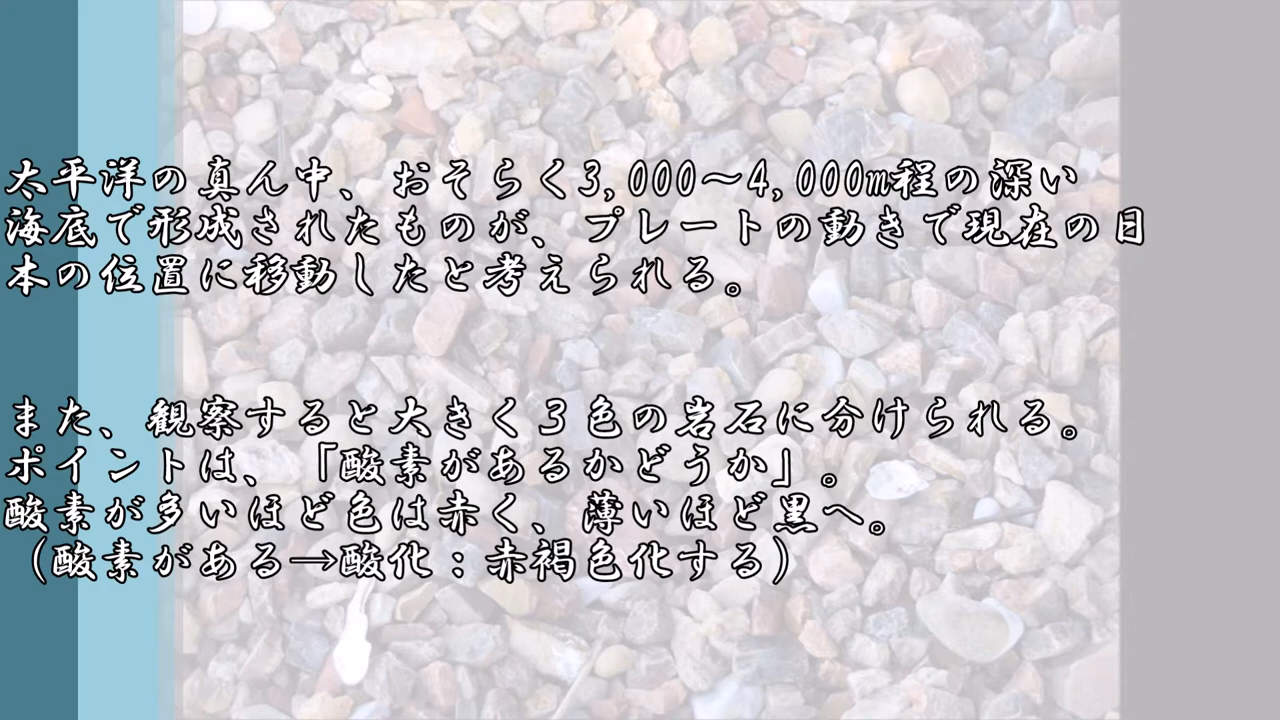 太平洋の真ん中、おそらく3,000～4,000m程の深い
海底で形成されたものが、プレートの動きで現在の日
本の位置に移動したと考えられる。
また、観察すると大きく３色の岩石に分けられる。
ポイントは、「酸素があるかどうか」。
酸素が多いほど色は赤く、薄いほど黒へ。
（酸素がある→酸化：赤褐色化する）